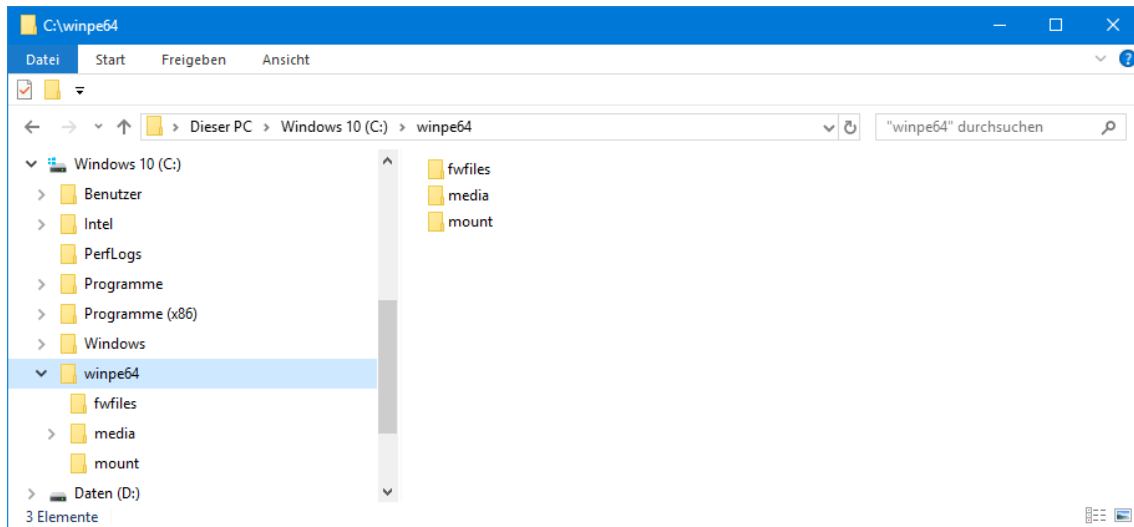 C:\winpe64
Datei Start Freigeben Ansicht
?
Dieser PC > Windows 10 (C:) > winpe64
"winpe64" durchsuchen
Windows 10 (C:)
Benutzer
Intel
PerfLogs
Programme
Programme (x86)
Windows
winpe64
fwfiles
media
mount
Daten (D:)
fwfiles
media
mount
3 Elemente